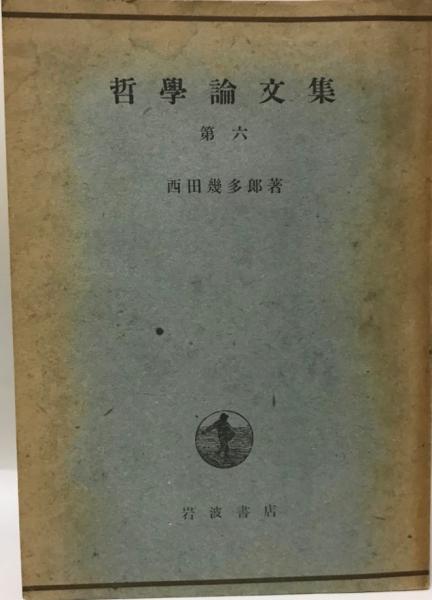 哲學論文集
第六
西田幾多郎著
岩波書店